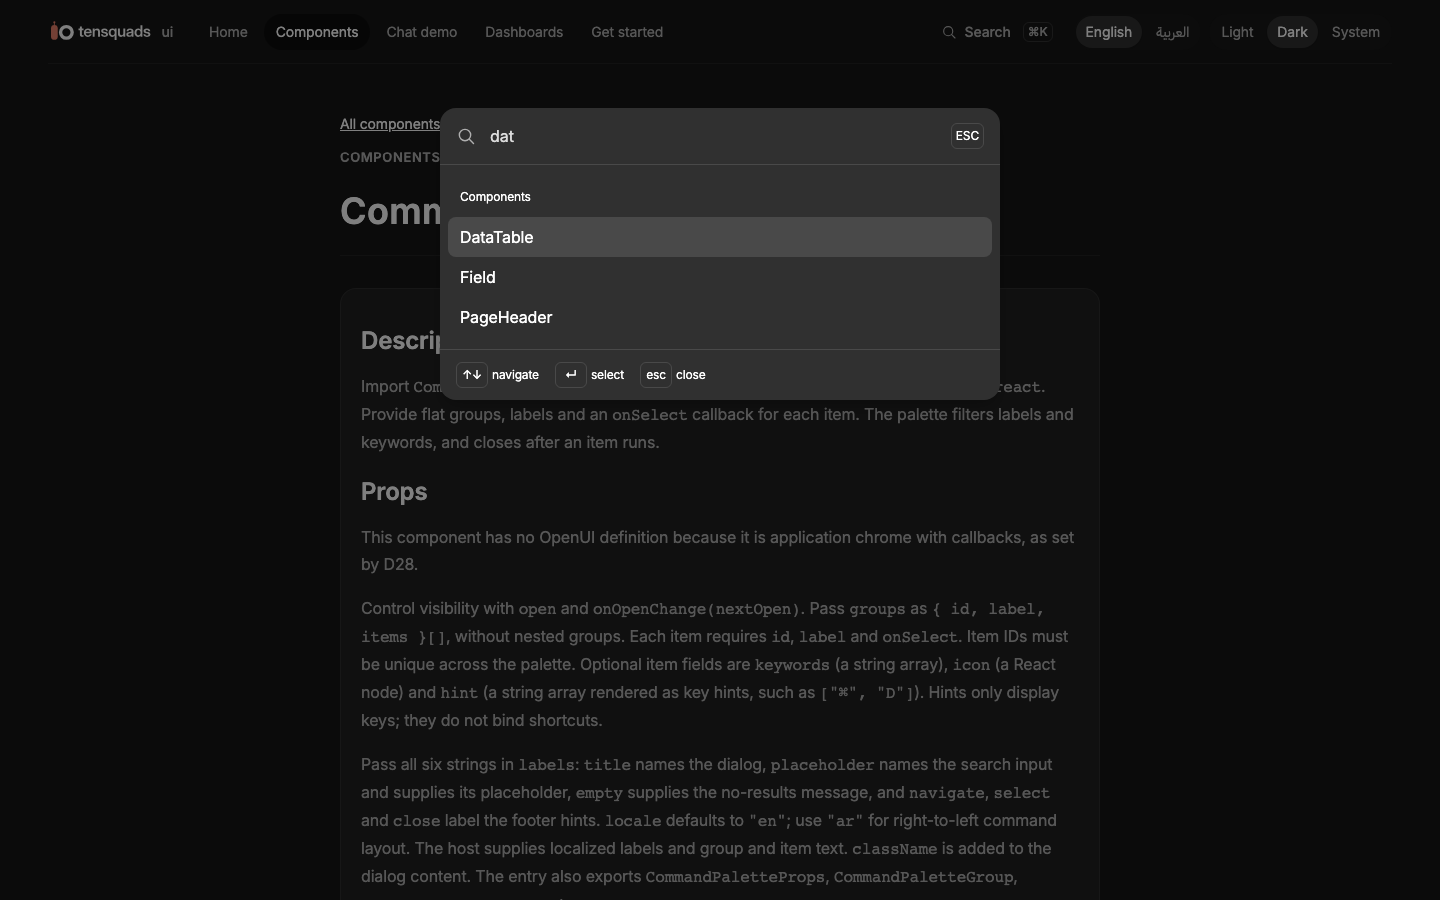 tensquads ui Home Components Chat demo Dashboards Get started Search ⌘K English العربية Light Dark System
All components
COMPONENTS
Comm
dat ESC
Components
DataTable
Field
PageHeader
↑↓ navigate ↵ select esc close
Descrip
Import Com react.
Provide flat groups, labels and an onSelect callback for each item. The palette filters labels and
keywords, and closes after an item runs.
Props
This component has no OpenUI definition because it is application chrome with callbacks, as set
by D28.
Control visibility with open and onOpenChange(nextOpen). Pass groups as { id, label,
items }[], without nested groups. Each item requires id, label and onSelect. Item IDs must
be unique across the palette. Optional item fields are keywords (a string array), icon (a React
node) and hint (a string array rendered as key hints, such as ["⌘", "D"]). Hints only display
keys; they do not bind shortcuts.
Pass all six strings in labels: title names the dialog, placeholder names the search input
and supplies its placeholder, empty supplies the no-results message, and navigate, select
and close label the footer hints. locale defaults to "en"; use "ar" for right-to-left command
layout. The host supplies localized labels and group and item text. className is added to the
dialog content. The entry also exports CommandPaletteProps, CommandPaletteGroup,